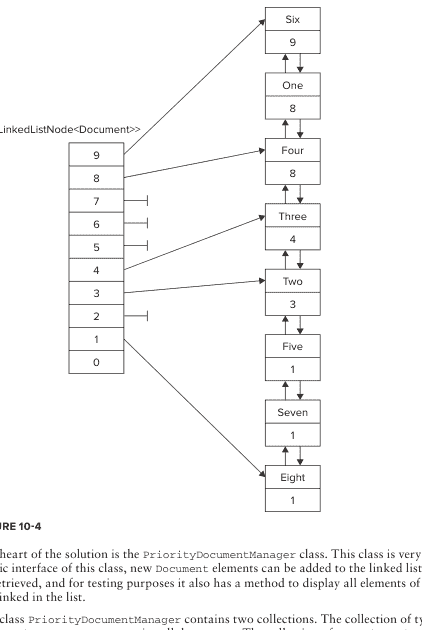 Six
9
One
8
LinkedListNode<Document>>
Four
8
9
8
7
6
5
4
3
2
1
0
Three
4
Two
3
Five
1
Seven
1
Eight
1
URE 10-4
heart of the solution is the PriorityDocumentManager class. This class is very
ic interface of this class, new Document elements can be added to the linked list
etrieved, and for testing purposes it also has a method to display all elements of
inked in the list.
class PriorityDocumentManager contains two collections. The collection of ty